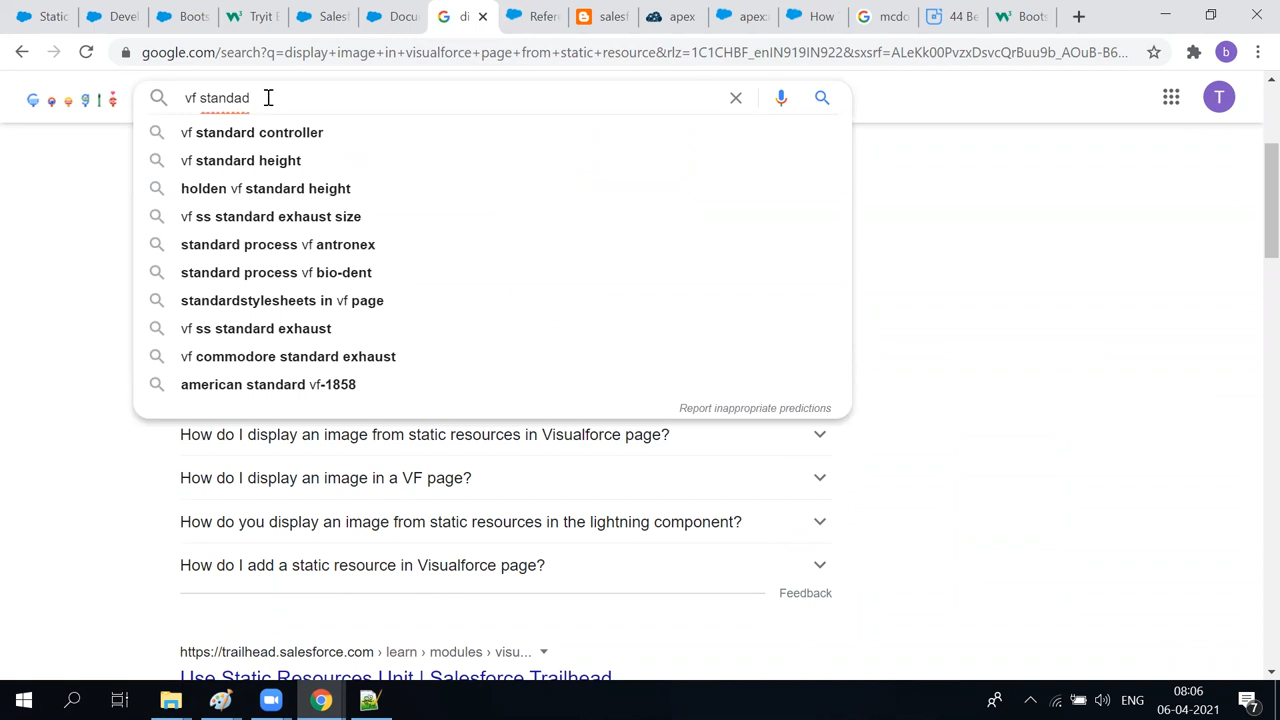 Static
Devel
Boots
Tryit E
Salesf
Docu
di
Refere
salesf
apex
apex:
How
mcdo
44 Be
Boots
google.com/search?q=display+image+in+visualforce+page+from+static+resource&rlz=1C1CHBF_enIN919IN922&sxsrf=ALeKk00PvzxDsvcQrBuu9b_AOuB-B6...
b
vf standad
T
vf standard controller
vf standard height
holden vf standard height
vf ss standard exhaust size
standard process vf antronex
standard process vf bio-dent
standardstylesheets in vf page
vf ss standard exhaust
vf commodore standard exhaust
american standard vf-1858
Report inappropriate predictions
How do I display an image from static resources in Visualforce page?
How do I display an image in a VF page?
How do you display an image from static resources in the lightning component?
How do I add a static resource in Visualforce page?
Feedback
https://trailhead.salesforce.com › learn › modules › visu...
Use Static Resources Unit | Salesforce Trailhead
ENG
08:06
06-04-2021
7